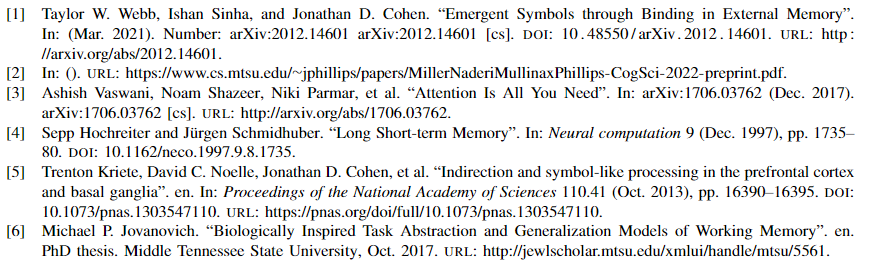 [1] Taylor W. Webb, Ishan Sinha, and Jonathan D. Cohen. “Emergent Symbols through Binding in External Memory”.
In: (Mar. 2021). Number: arXiv:2012.14601 arXiv:2012.14601 [cs]. DOI: 10.48550/arXiv.2012.14601. URL: http:
//arxiv.org/abs/2012.14601.
[2] In: (). URL: https://www.cs.mtsu.edu/~jphillips/papers/MillerNaderiMullinaxPhillips-CogSci-2022-preprint.pdf.
[3] Ashish Vaswani, Noam Shazeer, Niki Parmar, et al. “Attention Is All You Need”. In: arXiv:1706.03762 (Dec. 2017).
arXiv:1706.03762 [cs]. URL: http://arxiv.org/abs/1706.03762.
[4] Sepp Hochreiter and Jürgen Schmidhuber. “Long Short-term Memory”. In: Neural computation 9 (Dec. 1997), pp. 1735–
80. DOI: 10.1162/neco.1997.9.8.1735.
[5] Trenton Kriete, David C. Noelle, Jonathan D. Cohen, et al. “Indirection and symbol-like processing in the prefrontal cortex
and basal ganglia”. en. In: Proceedings of the National Academy of Sciences 110.41 (Oct. 2013), pp. 16390–16395. DOI:
10.1073/pnas.1303547110. URL: https://pnas.org/doi/full/10.1073/pnas.1303547110.
[6] Michael P. Jovanovich. “Biologically Inspired Task Abstraction and Generalization Models of Working Memory”. en.
PhD thesis. Middle Tennessee State University, Oct. 2017. URL: http://jewlscholar.mtsu.edu/xmlui/handle/mtsu/5561.